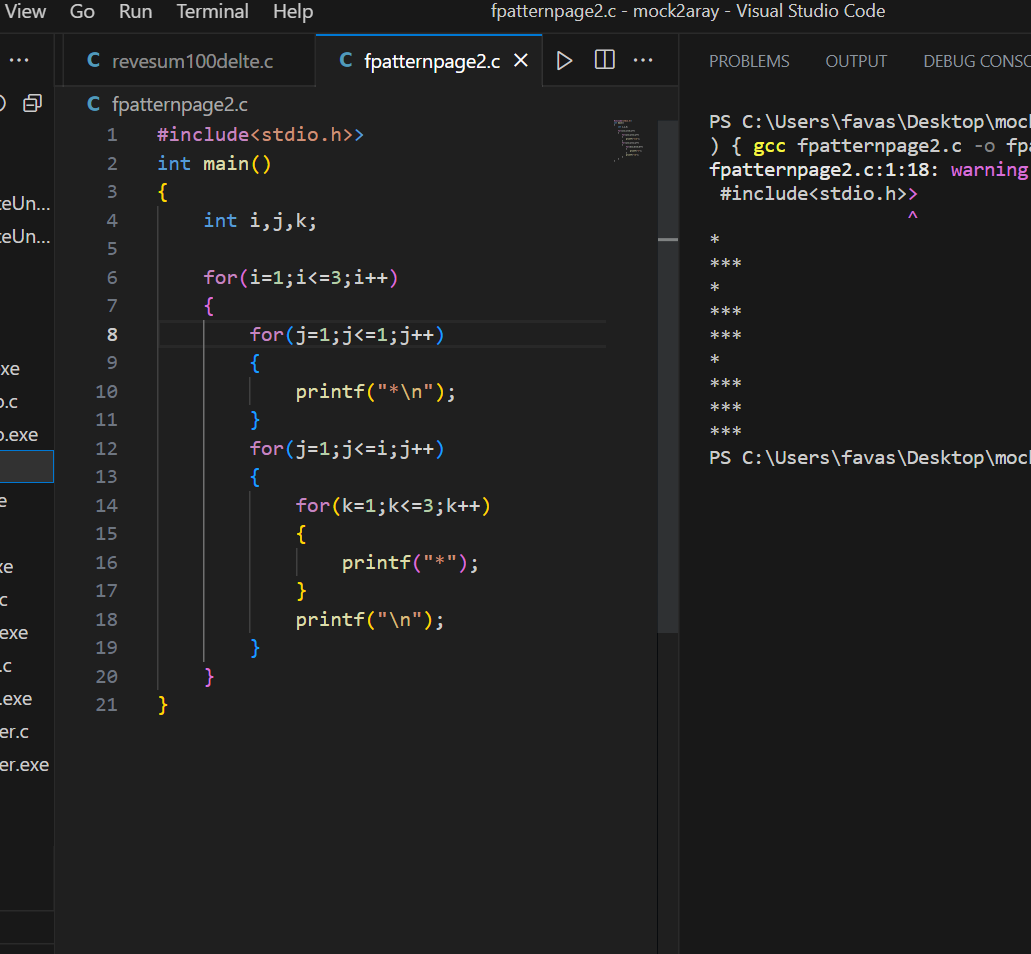 View Go Run Terminal Help fpatternpage2.c - mock2aray - Visual Studio Code
revesum100delte.c
fpatternpage2.c
PROBLEMS OUTPUT DEBUG CONSO
C fpatternpage2.c
eUn...
eUn...
xe
o.c
o.exe
e
xe
c
exe
.c
.exe
er.c
er.exe
1 #include<stdio.h>>
2 int main()
3 {
4 int i,j,k;
5
6 for(i=1;i<=3;i++)
7 {
8 for(j=1;j<=1;j++)
9 {
10 printf("*\n");
11 }
12 for(j=1;j<=i;j++)
13 {
14 for(k=1;k<=3;k++)
15 {
16 printf("*");
17 }
18 printf("\n");
19 }
20 }
21 }
PS C:\Users\favas\Desktop\moc
) { gcc fpatternpage2.c -o fpa
fpatternpage2.c:1:18: warning
#include<stdio.h>>
^
*
***
*
***
***
*
***
***
***
PS C:\Users\favas\Desktop\moc